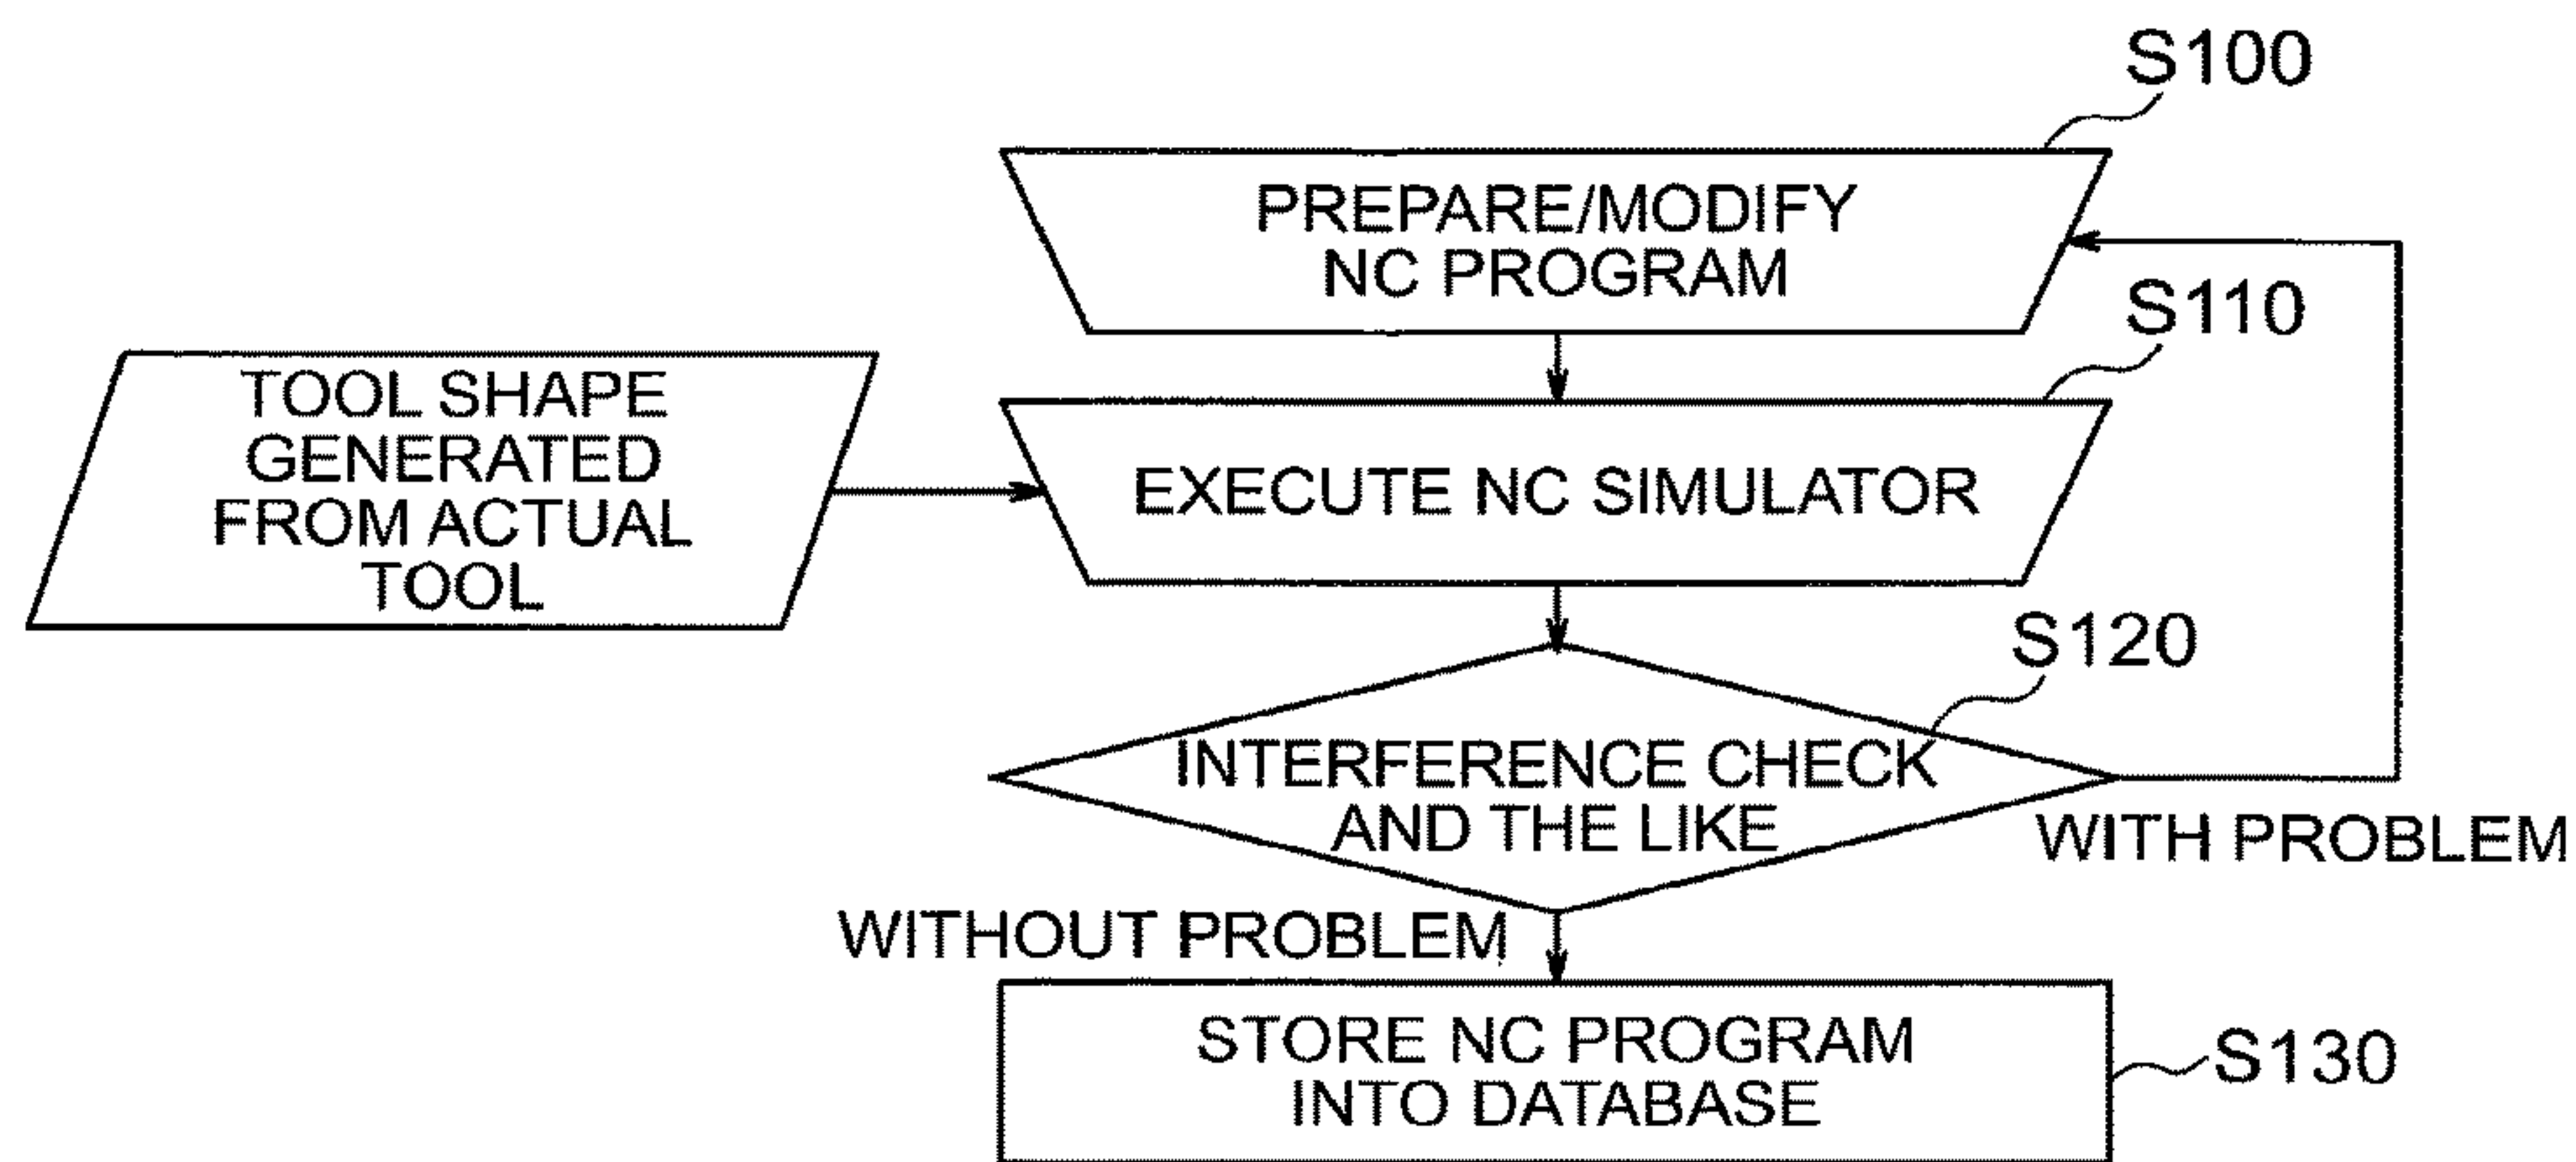 S100
PREPARE/MODIFY
NC PROGRAM
S110
TOOL SHAPE
GENERATED
FROM ACTUAL
TOOL
EXECUTE NC SIMULATOR
S120
INTERFERENCE CHECK
AND THE LIKE
WITH PROBLEM
WITHOUT PROBLEM
STORE NC PROGRAM
INTO DATABASE
S130